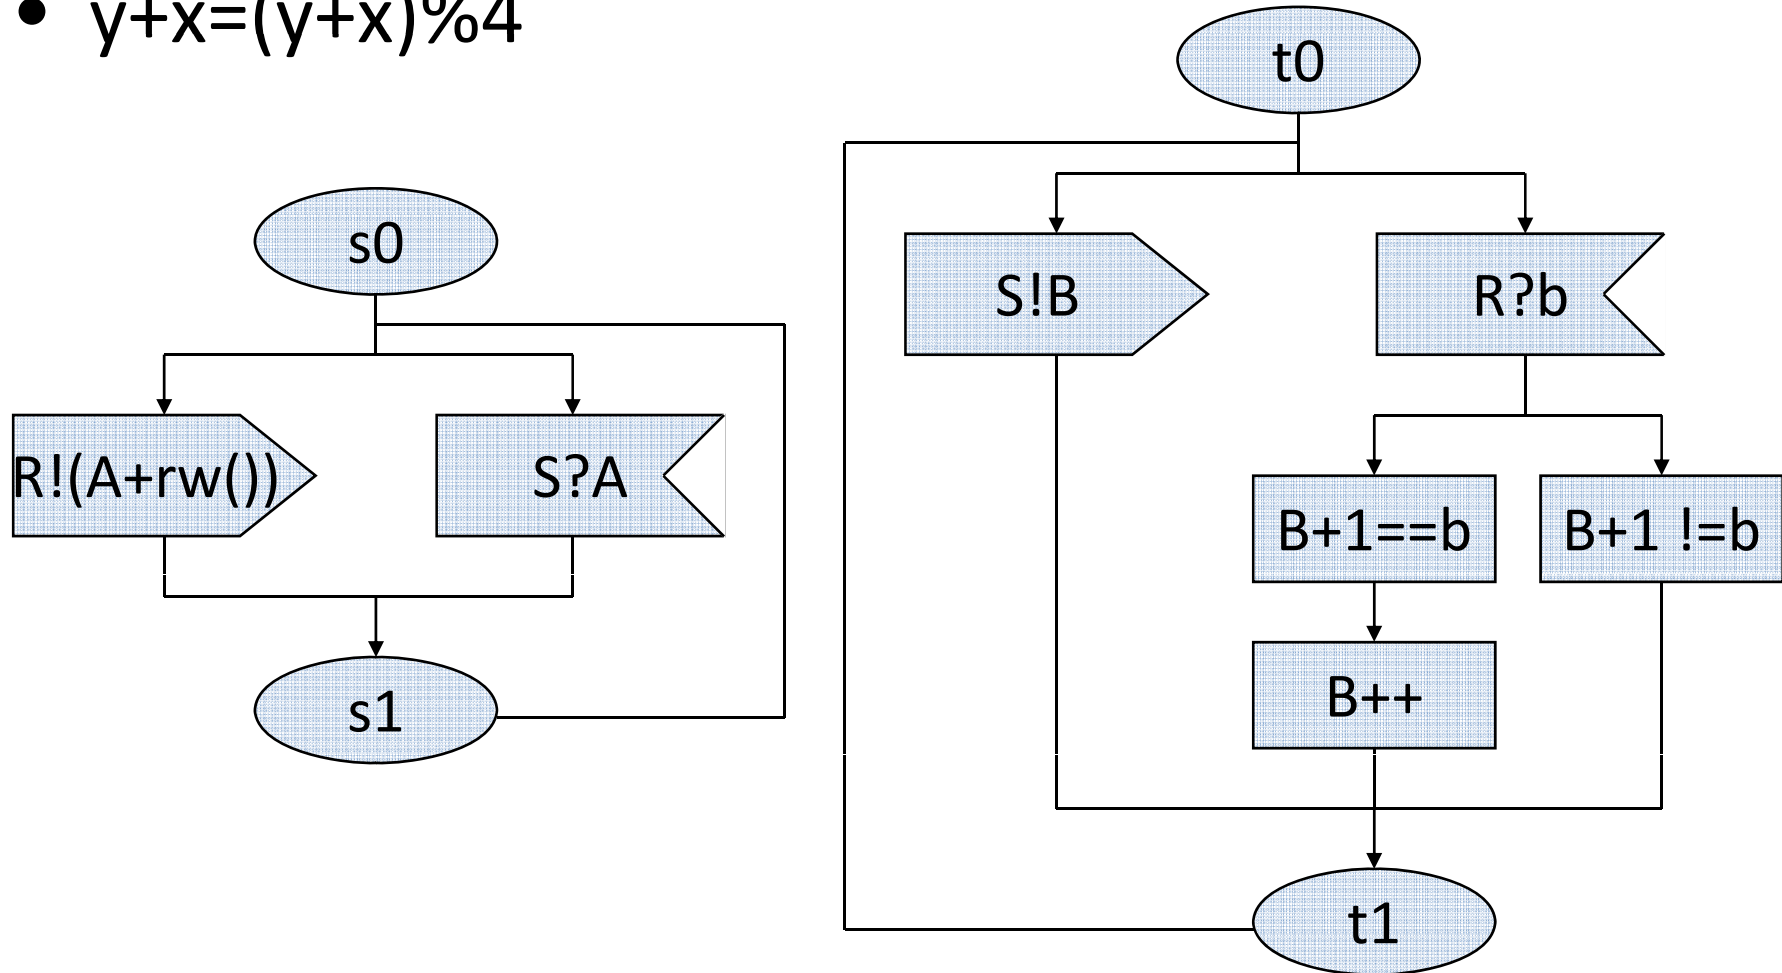 • y+x=(y+x)%4
t0
s0
S!B
R?b
R!(A+rw())
S?A
B+1==b
B+1 !=b
B++
s1
t1